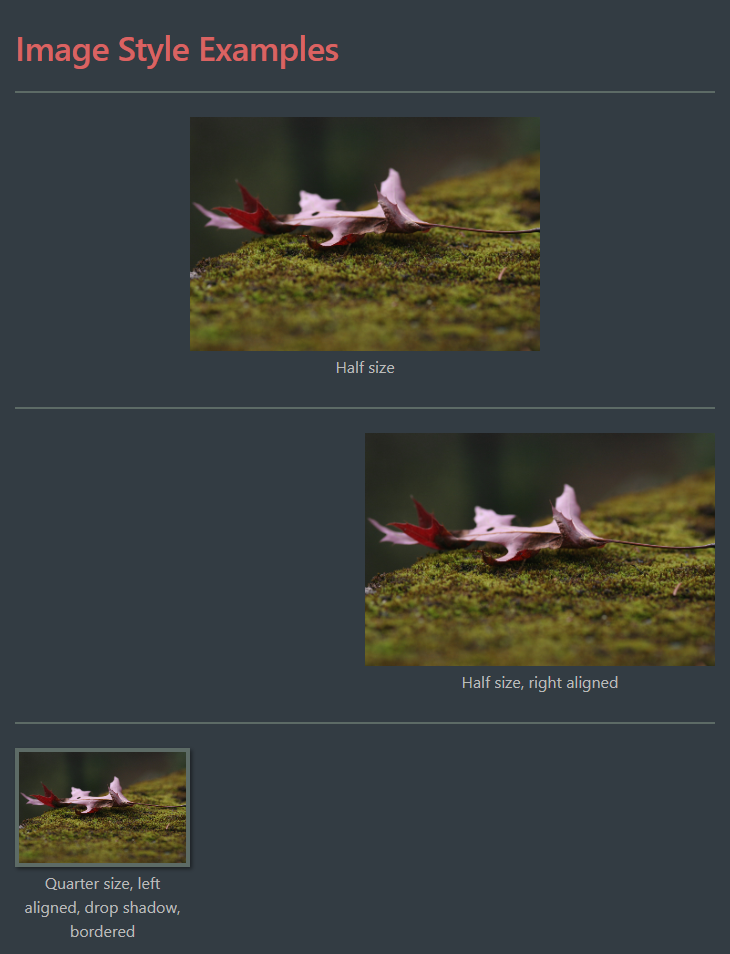 Image Style Examples
Half size
Half size, right aligned
Quarter size, left
aligned, drop shadow,
bordered